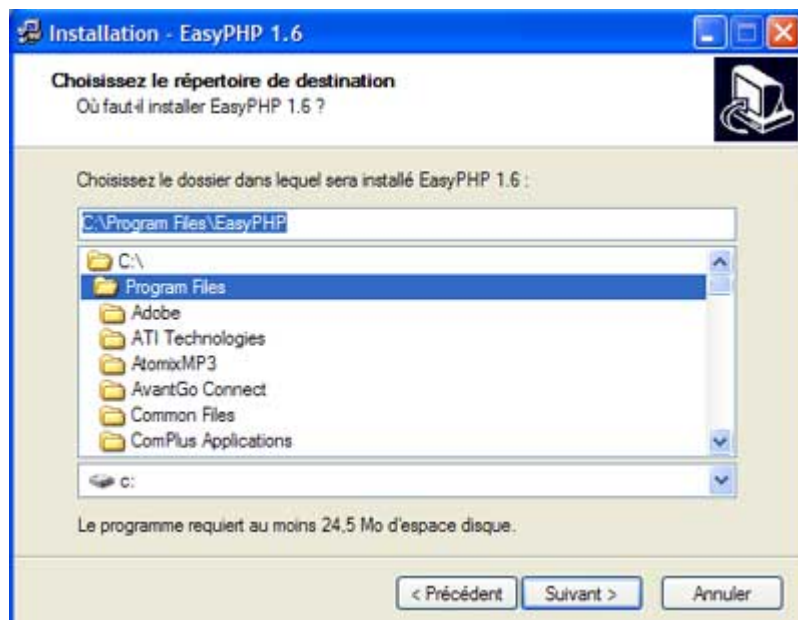 Installation - EasyPHP 1.6
Choisissez le répertoire de destination
Où faut-il installer EasyPHP 1.6 ?
Choisissez le dossier dans lequel sera installé EasyPHP 1.6 :
C:\Program Files\EasyPHP
C:\
Program Files
Adobe
ATI Technologies
AtomixMP3
AvantGo Connect
Common Files
ComPlus Applications
c:
Le programme requiert au moins 24,5 Mo d'espace disque.
< Précédent Suivant > Annuler